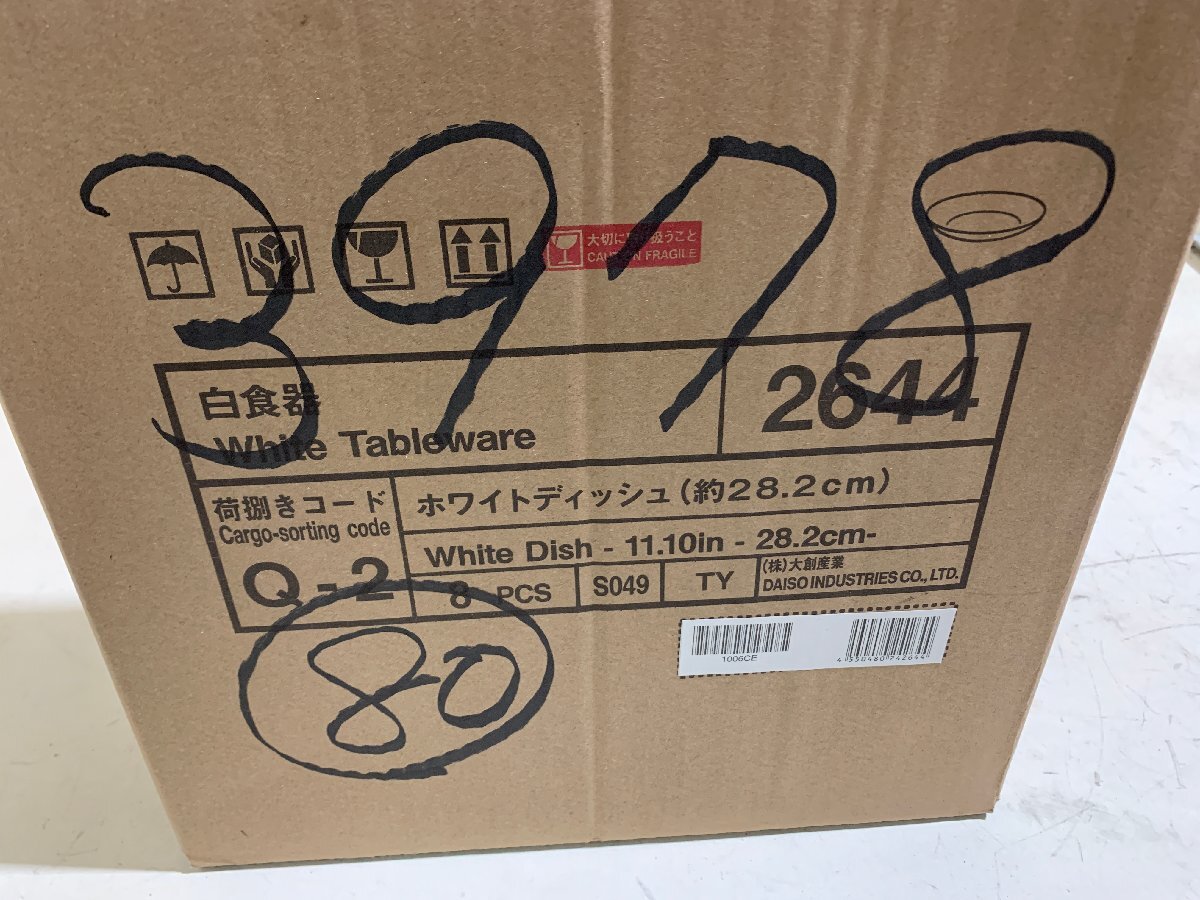 3978
大切に取扱うこと
CAUTION FRAGILE
白食器
White Tableware
2644
荷捌きコード
Cargo-sorting code
Q-2
ホワイトディッシュ(約28.2cm)
White Dish - 11.10in - 28.2cm-
8 PCS
S049
TY
(株)大創産業
DAISO INDUSTRIES CO., LTD.
80
1006CE
4550480742644